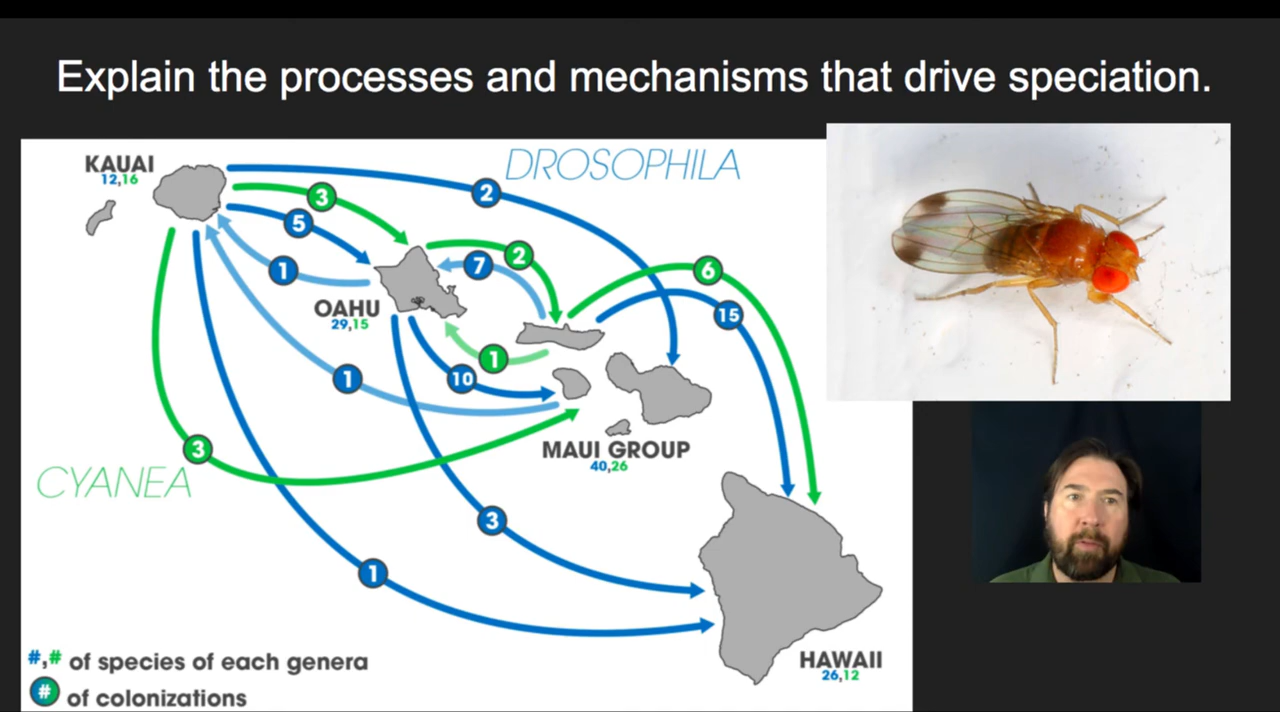 Explain the processes and mechanisms that drive speciation.
DROSOPHILA
KAUAI
12,16
2
3
5
2
1
7
6
OAHU
29,15
15
1
1
10
3
MAUI GROUP
40,26
CYANEA
3
1
HAWAII
26,12
#,# of species of each genera
# of colonizations